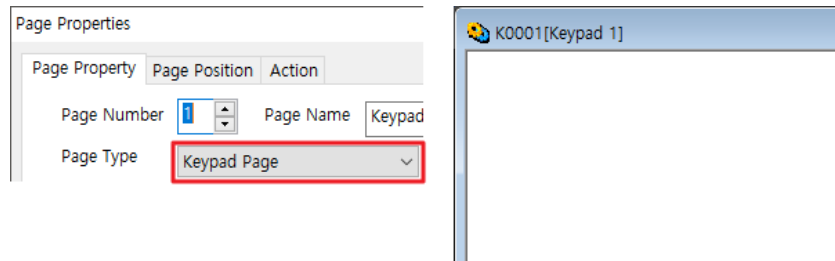 Page Properties
Page Property Page Position Action
Page Number 1 Page Name Keypad
Page Type Keypad Page
K0001[Keypad 1]